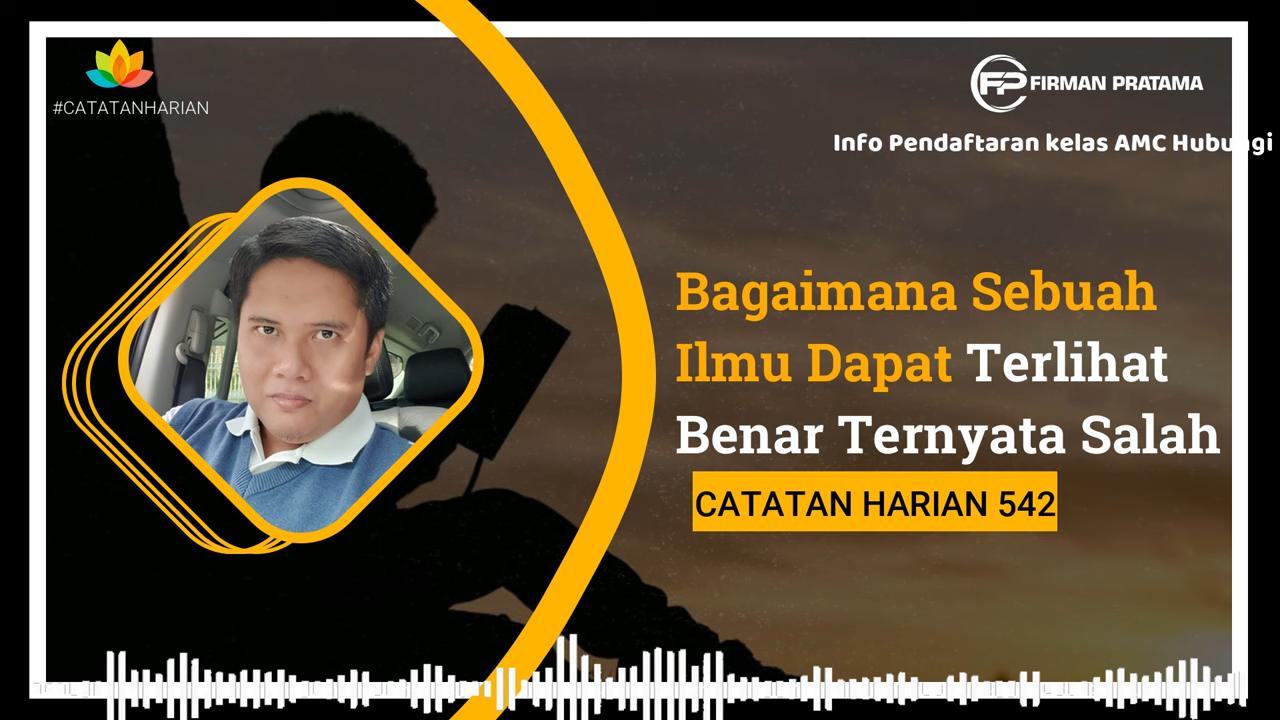 #CATATANHARIAN
FP FIRMAN PRATAMA
Info Pendaftaran kelas AMC Hubungi
Bagaimana Sebuah
Ilmu Dapat Terlihat
Benar Ternyata Salah
CATATAN HARIAN 542